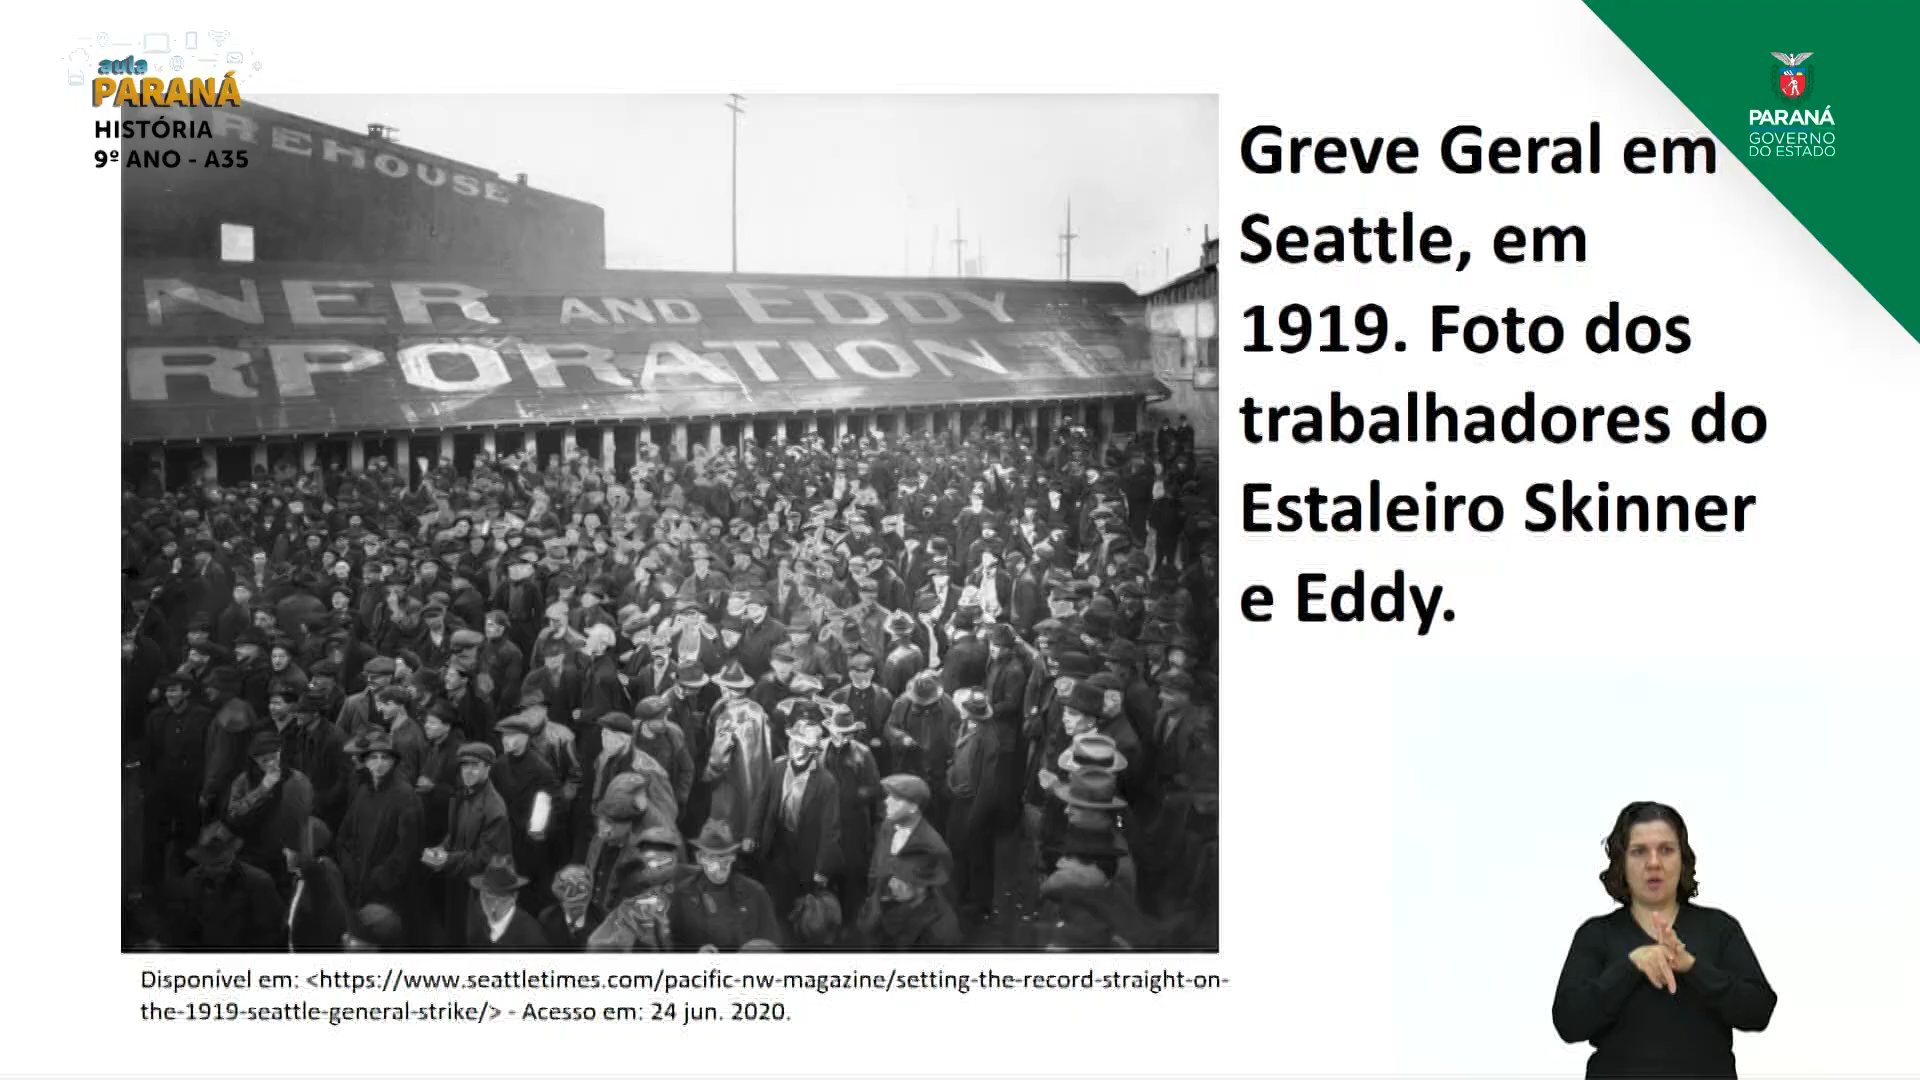 aula
PARANÁ
HISTÓRIA
9º ANO - A35
REHOUSE
NER AND EDDY
RPORATION
Greve Geral em
Seattle, em
1919. Foto dos
trabalhadores do
Estaleiro Skinner
e Eddy.
PARANÁ
GOVERNO
DO ESTADO
Disponível em: <https://www.seattletimes.com/pacific-nw-magazine/setting-the-record-straight-on-
the-1919-seattle-general-strike/> - Acesso em: 24 jun. 2020.